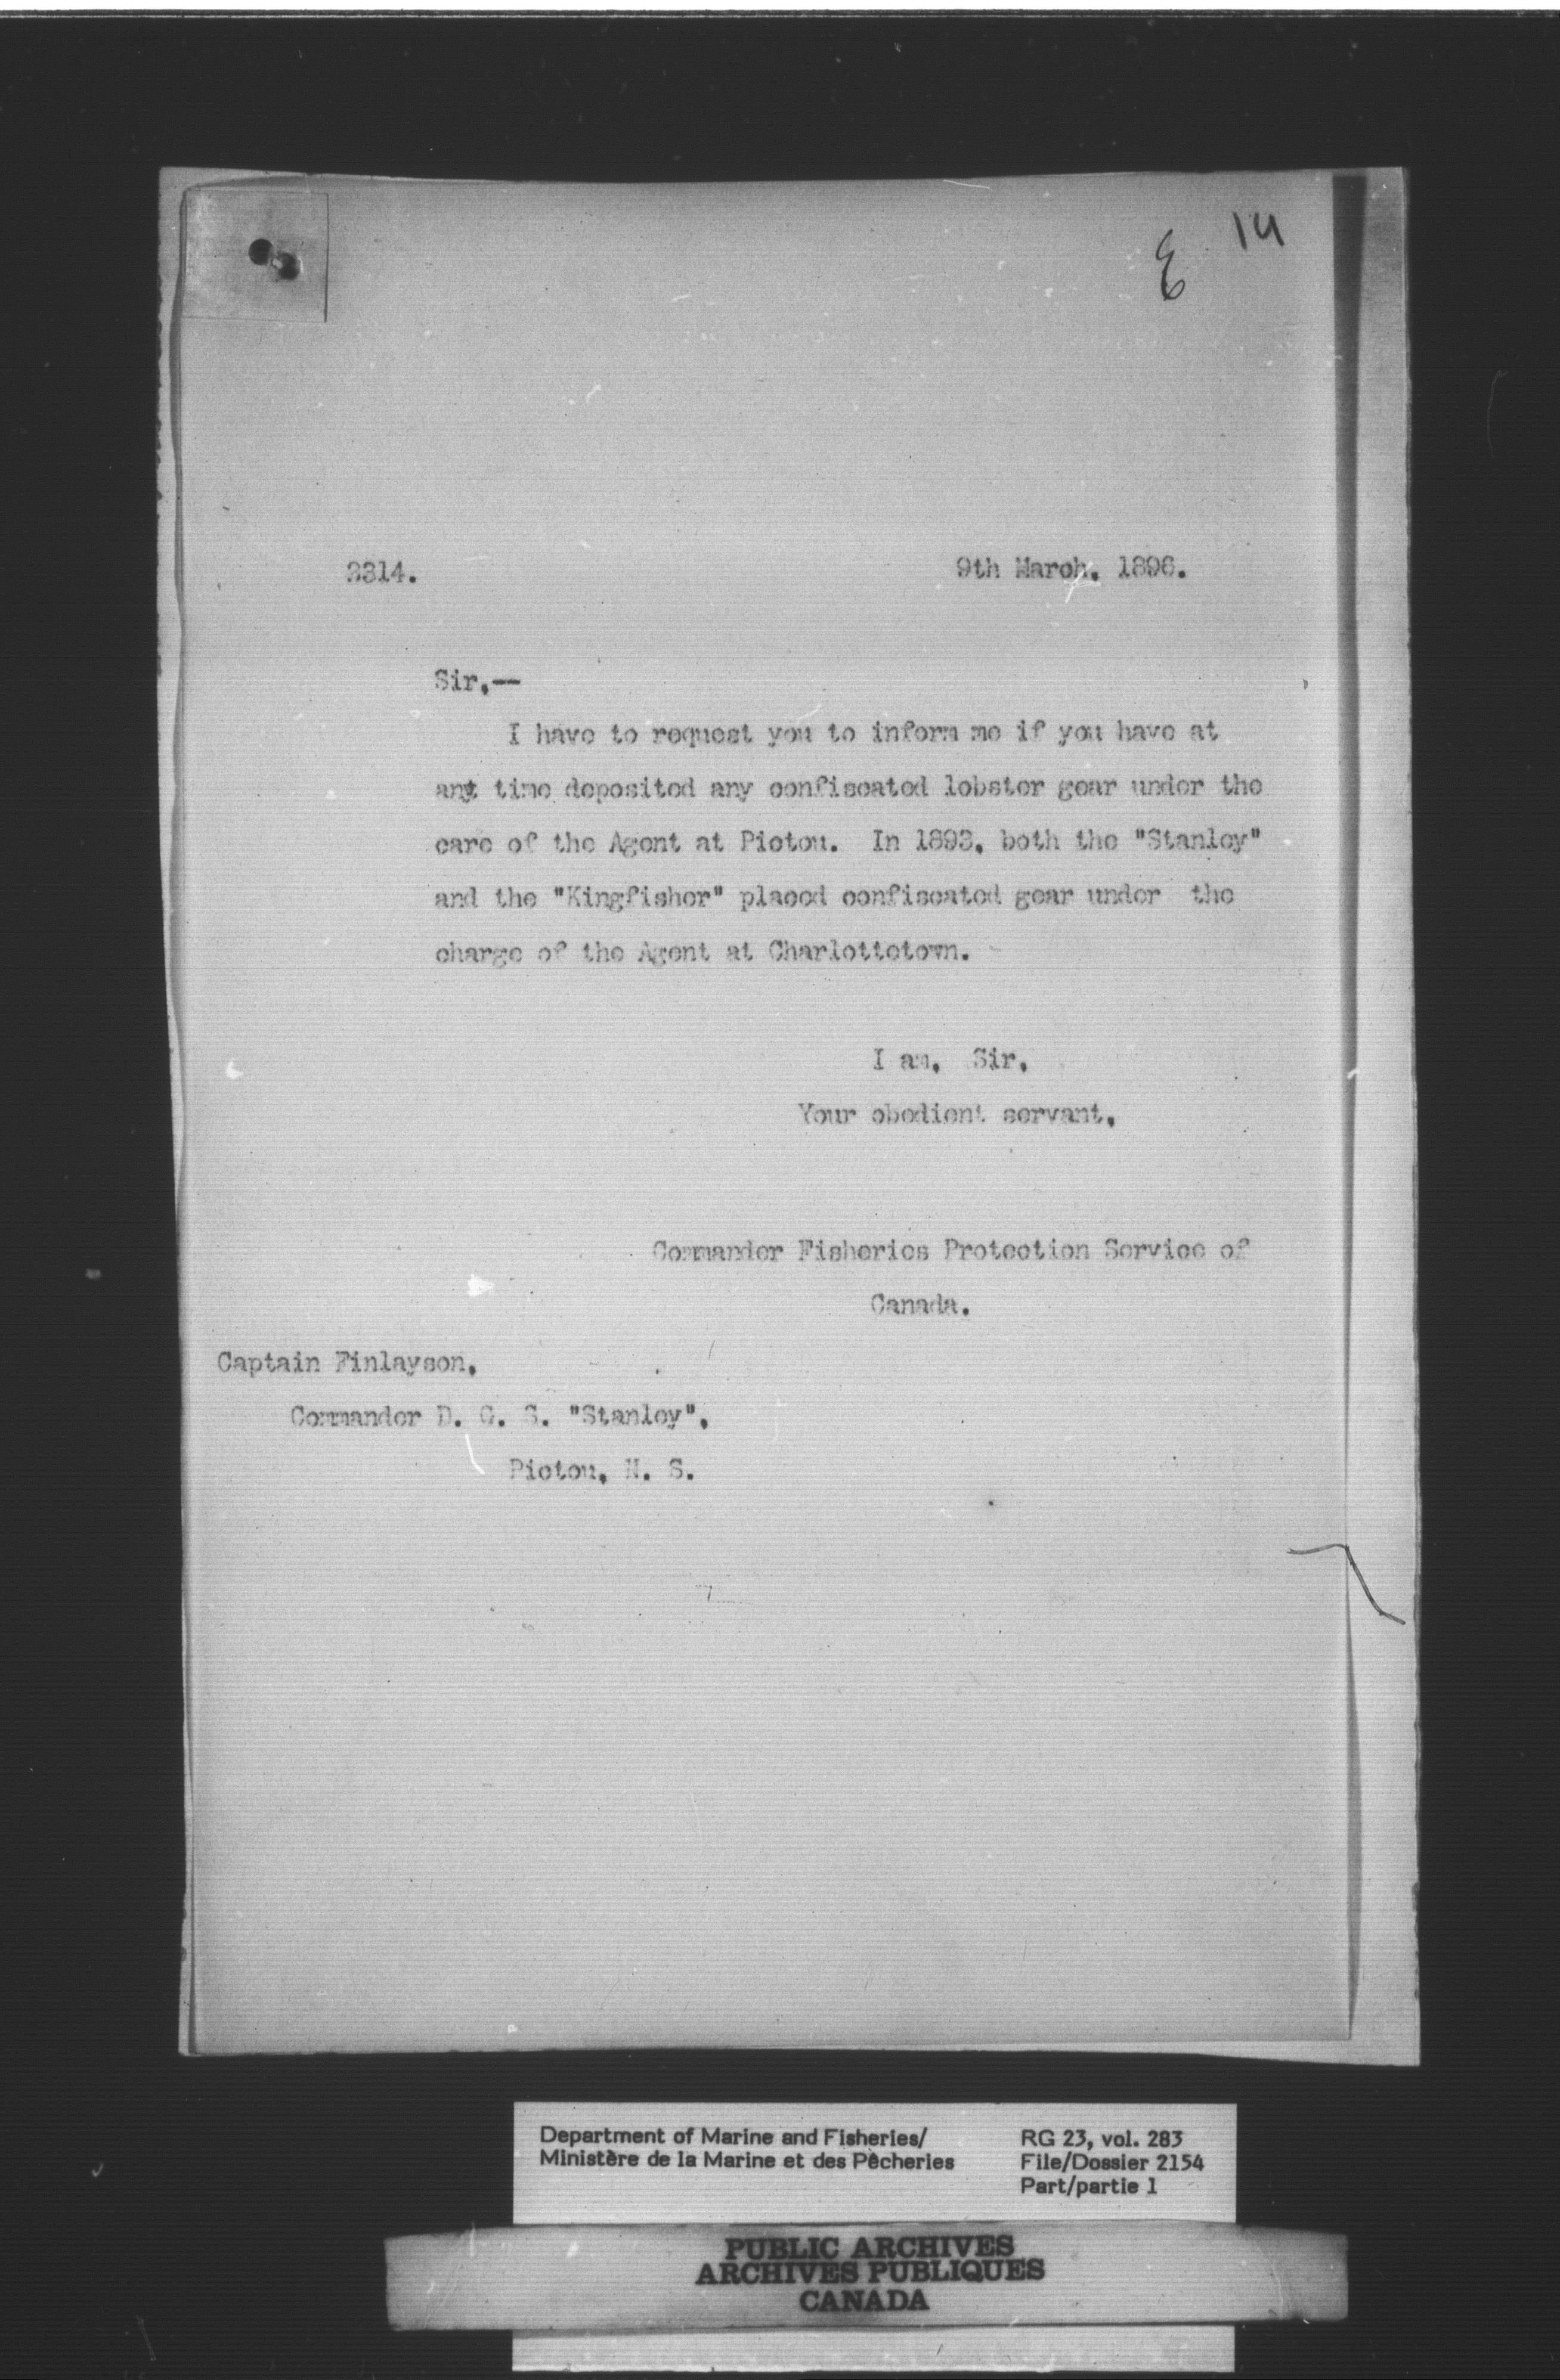 14
E
3314.
9th March, 1896.
Sir,--
I have to request you to inform me if you have at
any time deposited any confiscated lobster gear under the
care of the Agent at Pictou. In 1893, both the "Stanley"
and the "Kingfisher" placed confiscated gear under the
charge of the Agent at Charlottetown.
I am, Sir,
Your obedient servant,
Commander Fisheries Protection Service of
Canada.
Captain Finlayson,
Commander D. G. S. "Stanley",
Pictou, N. S.
Department of Marine and Fisheries/
Ministère de la Marine et des Pêcheries
RG 23, vol. 283
File/Dossier 2154
Part/partie 1
PUBLIC ARCHIVES
ARCHIVES PUBLIQUES
CANADA